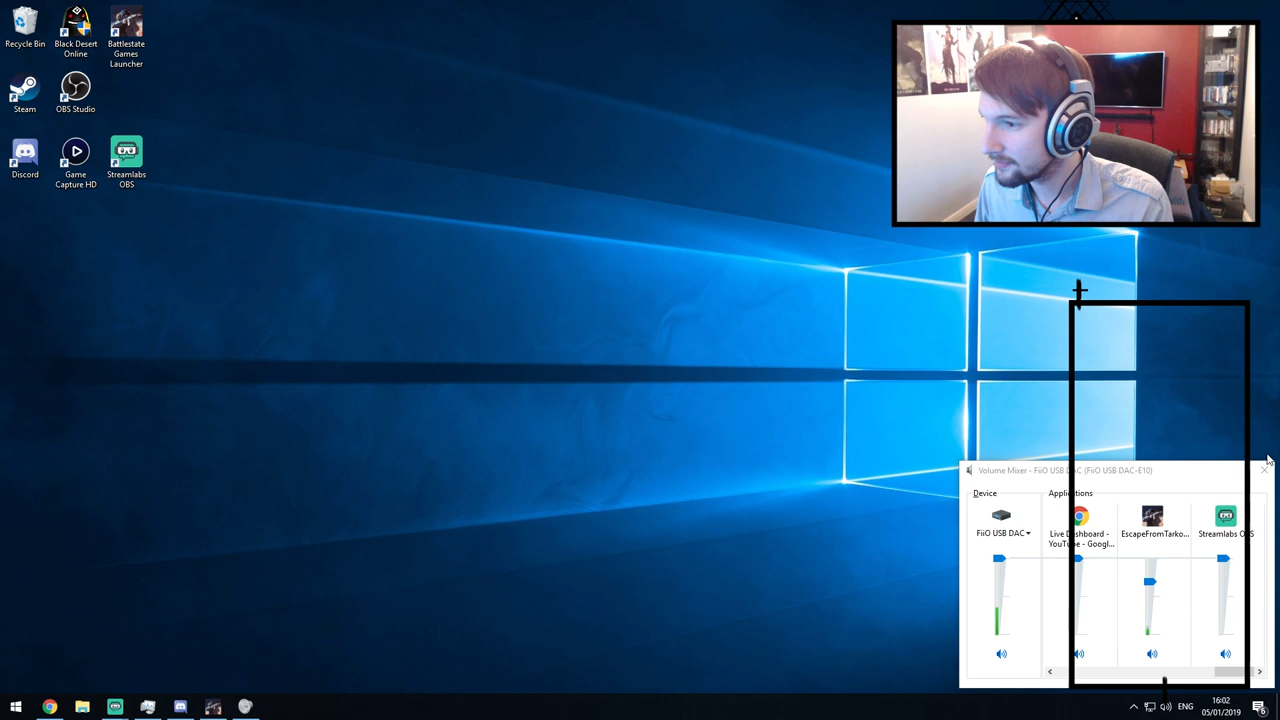 Recycle Bin
Black Desert
Online
Battlestate
Games
Launcher
Steam
OBS Studio
Discord
Game
Capture HD
Streamlabs
OBS
Volume Mixer - FiiO USB DAC (FiiO USB DAC-E10)
Device
Applications
FiiO USB DAC
Live Dashboard -
YouTube - Googl...
EscapeFromTarko...
Streamlabs OBS
ENG
16:02
05/01/2019
6